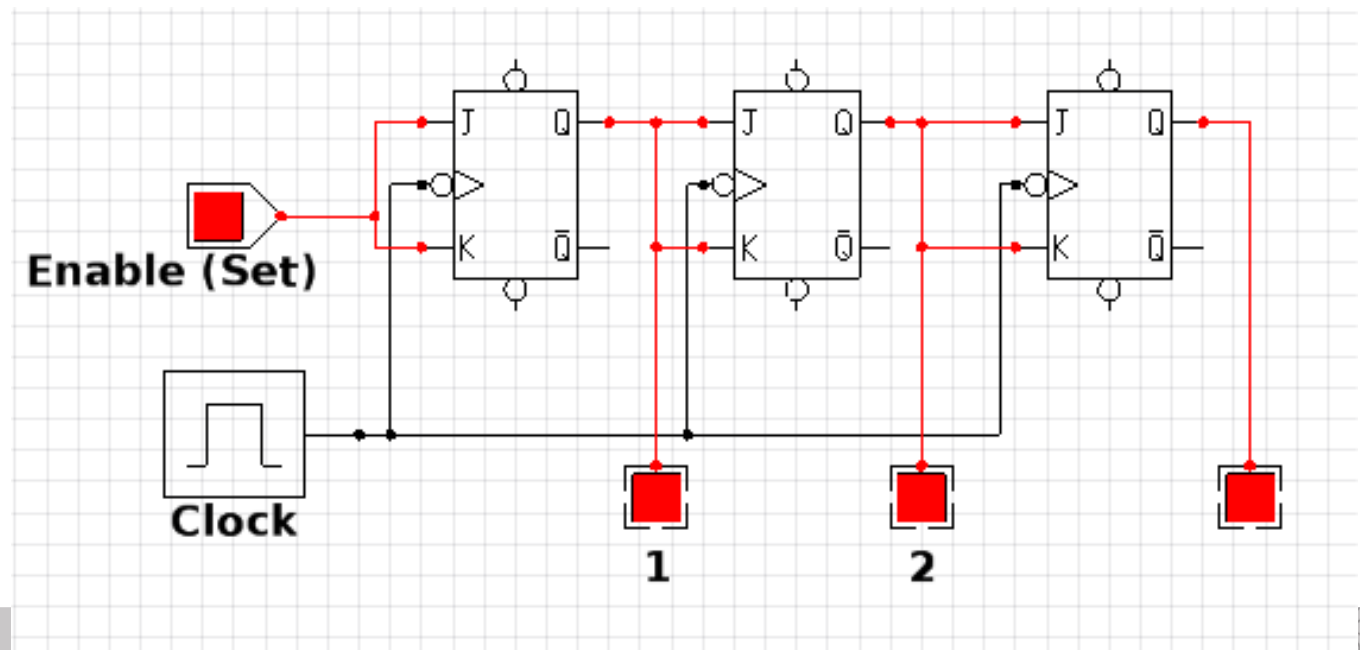 J Q J Q J Q
K Q̅ K Q̅ K Q̅
Enable (Set)
Clock
1 2